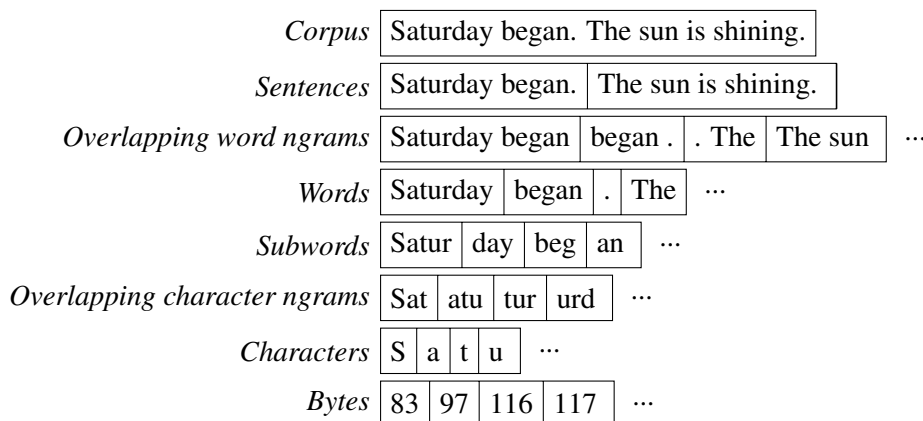 Corpus Saturday began. The sun is shining.
Sentences Saturday began. The sun is shining.
Overlapping word ngrams Saturday began began . . The The sun ...
Words Saturday began . The ...
Subwords Satur day beg an ...
Overlapping character ngrams Sat atu tur urd ...
Characters S a t u ...
Bytes 83 97 116 117 ...